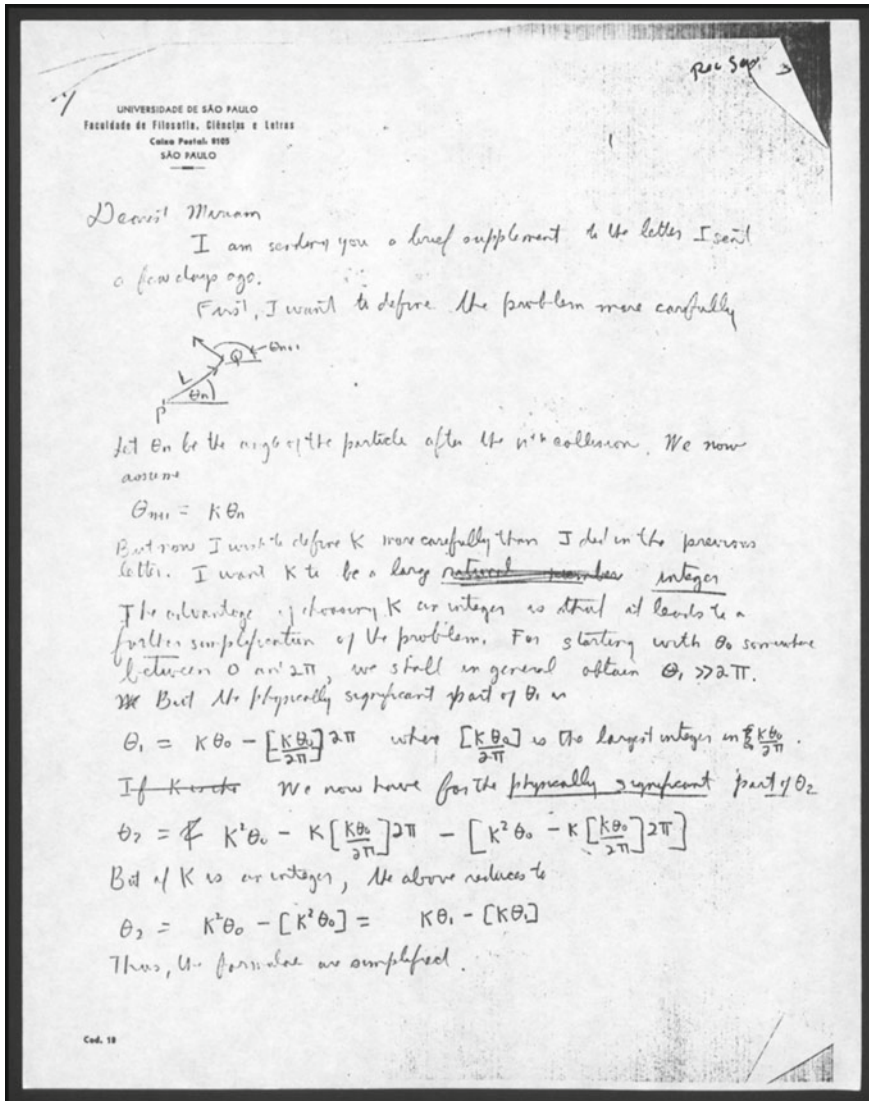 Rec Sep. 3
UNIVERSIDADE DE SÃO PAULO
Faculdade de Filosofia, Ciências e Letras
Caixa Postal: 8105
SÃO PAULO
Dearest Miriam
I am sending you a brief supplement to the letter I sent
a few days ago.
First, I want to define the problem more carefully
Q θn+1
L
θn
P
Let θn be the angle of the particle after the nth collision. We now
assume
θn+1 = K θn
But now I wish to define K more carefully than I did in the previous
letter. I want K to be a large natural number integer
The advantage of choosing K an integer is that it leads to a
further simplification of the problem. For starting with θ0 somewhere
between 0 and 2π, we shall in general obtain θ1 >> 2π.
But the physically significant part of θ1 is
θ1 = Kθ0 - [Kθ0/2π] 2π where [Kθ0/2π] is the largest integer in Kθ0/2π.
If K is the We now have for the physically significant part of θ2
θ2 = K²θ0 - K[Kθ0/2π]2π - [K²θ0 - K[Kθ0/2π]2π]
But if K is an integer, the above reduces to
θ2 = K²θ0 - [K²θ0] = Kθ1 - [Kθ1]
Thus, the formulae are simplified.
Cod. 18